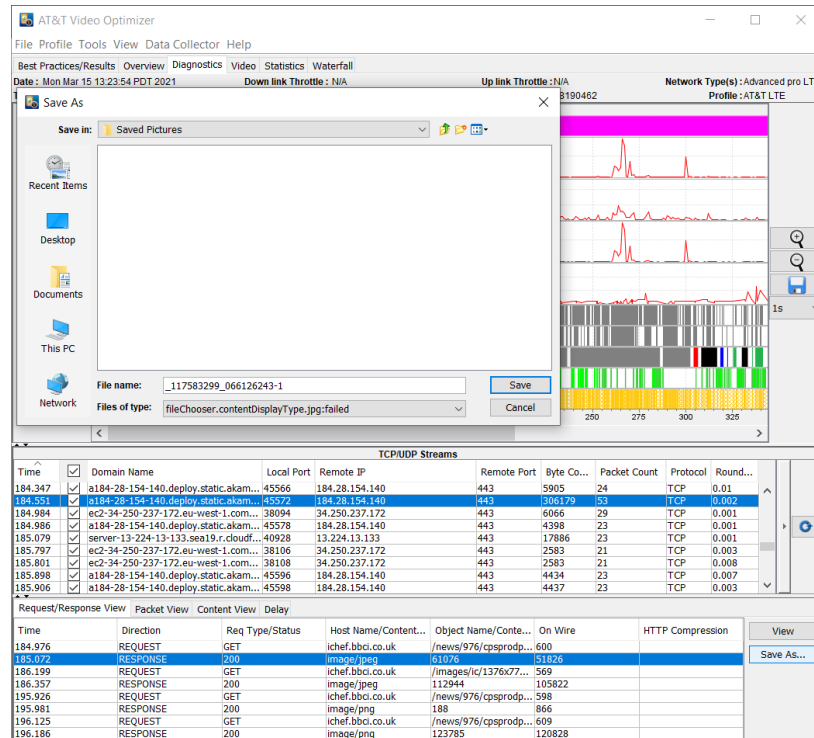 AT&T Video Optimizer
File Profile Tools View Data Collector Help
Best Practices/Results Overview Diagnostics Video Statistics Waterfall
Date : Mon Mar 15 13:23:54 PDT 2021 Down link Throttle : N/A Up link Throttle :N/A Network Type(s) :Advanced pro LT
3190462 Profile :AT&T LTE
Save As
Save in: Saved Pictures
Recent Items
Desktop
Documents
This PC
Network
File name: _117583299_066126243-1 Save
Files of type: fileChooser.contentDisplayType.jpg:failed Cancel
1s
250 275 300 325
TCP/UDP Streams
Time Domain Name Local Port Remote IP Remote Port Byte Co... Packet Count Protocol Round...
184.347 a184-28-154-140.deploy.static.akam... 45566 184.28.154.140 443 5905 24 TCP 0.01
184.551 a184-28-154-140.deploy.static.akam... 45572 184.28.154.140 443 306179 53 TCP 0.002
184.984 ec2-34-250-237-172.eu-west-1.com... 38094 34.250.237.172 443 6066 29 TCP 0.001
184.986 a184-28-154-140.deploy.static.akam... 45578 184.28.154.140 443 4398 23 TCP 0.001
185.079 server-13-224-13-133.sea19.r.cloudf... 40928 13.224.13.133 443 17886 23 TCP 0.001
185.797 ec2-34-250-237-172.eu-west-1.com... 38106 34.250.237.172 443 2583 21 TCP 0.003
185.801 ec2-34-250-237-172.eu-west-1.com... 38108 34.250.237.172 443 2583 21 TCP 0.008
185.898 a184-28-154-140.deploy.static.akam... 45596 184.28.154.140 443 4434 23 TCP 0.007
185.906 a184-28-154-140.deploy.static.akam... 45598 184.28.154.140 443 4437 23 TCP 0.003
Request/Response View Packet View Content View Delay
Time Direction Req Type/Status Host Name/Content... Object Name/Conte... On Wire HTTP Compression View
184.976 REQUEST GET ichef.bbci.co.uk /news/976/cpsprodp... 600
185.072 RESPONSE 200 image/jpeg 61076 51826 Save As...
186.199 REQUEST GET ichef.bbci.co.uk /images/ic/1376x77... 569
186.357 RESPONSE 200 image/jpeg 112944 105822
195.926 REQUEST GET ichef.bbci.co.uk /news/976/cpsprodp... 598
195.981 RESPONSE 200 image/png 188 866
196.125 REQUEST GET ichef.bbci.co.uk /news/976/cpsprodp... 609
196.186 RESPONSE 200 image/png 123785 120828